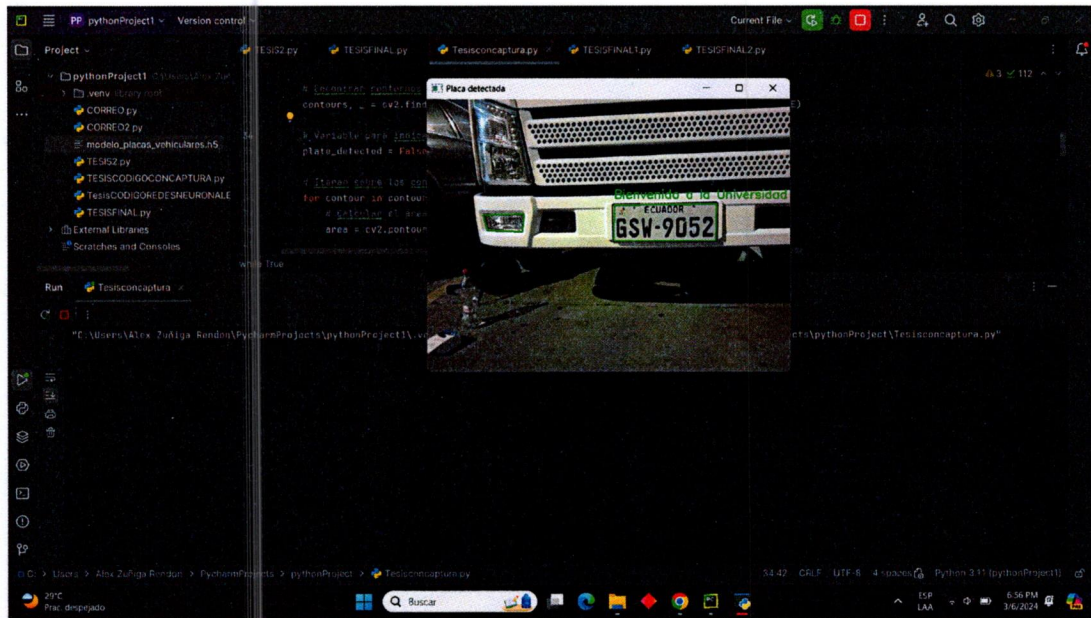 PP pythonProject1 Version control Current File
Project
TESIS2.py TESISFINAL.py Tesisconcaptura.py TESISFINAL1.py TESISFINAL2.py
pythonProject1
.venv library root
CORREO.py
CORREO2.py
modelo_placas_vehiculares.h5
TESIS2.py
TESISCODIGOCONCAPTURA.py
TesisCODIGOREDESNEURONALE
TESISFINAL.py
External Libraries
Scratches and Consoles
3 112
# Encontrar contornos
contours, _ = cv2.find
# Variable para indicar
plate_detected = False
# Iterar sobre los con
for contour in contour
# Calcular el area
area = cv2.contour
while True
Placa detectada
Bienvenido a la Universidad
ECUADOR
GSW-9052
Run Tesisconcaptura
"C:\Users\Alex Zuñiga Rendon\PycharmProjects\pythonProject1\.v
cts\pythonProject\Tesisconcaptura.py"
C: > Users > Alex Zuñiga Rendon > PycharmProjects > pythonProject > Tesisconcaptura.py
34:42 CRLF UTF-8 4 spaces Python 3.11 (pythonProject1)
29°C
Prac. despejado
Buscar
ESP
LAA
6:56 PM
3/6/2024